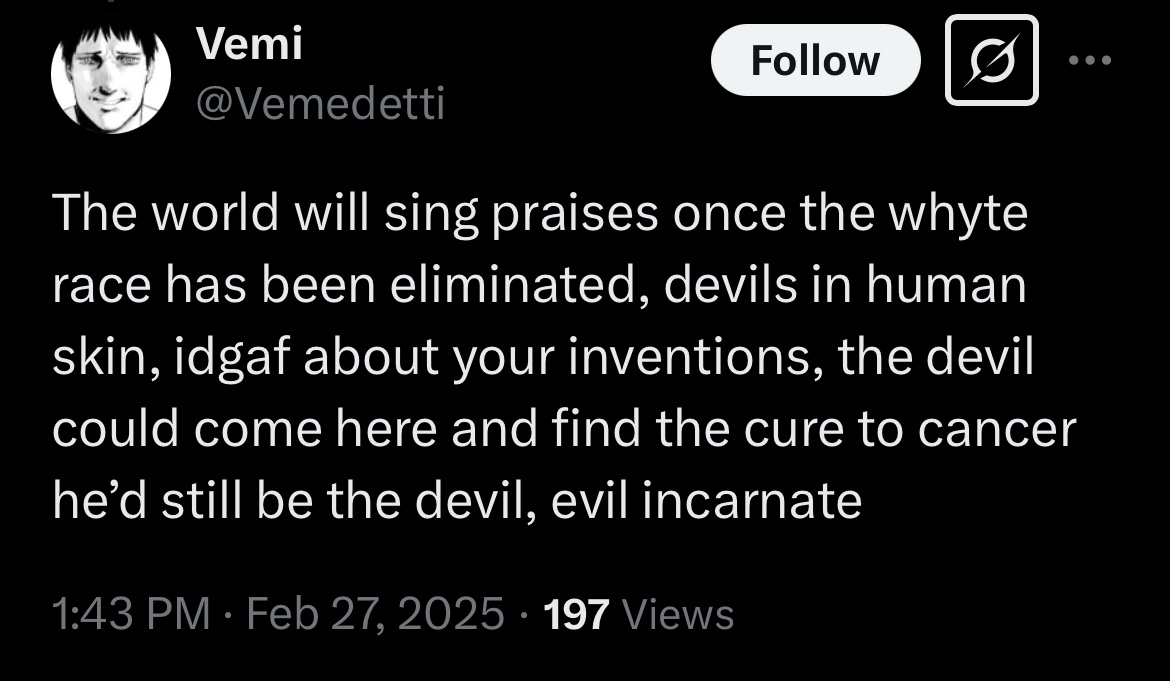 Vemi
@Vemedetti
Follow
The world will sing praises once the whyte
race has been eliminated, devils in human
skin, idgaf about your inventions, the devil
could come here and find the cure to cancer
he’d still be the devil, evil incarnate
1:43 PM · Feb 27, 2025 · 197 Views